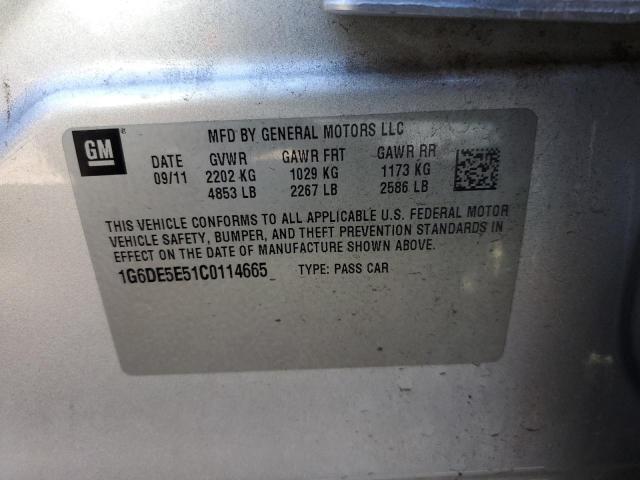 GM ®
MFD BY GENERAL MOTORS LLC
DATE GVWR GAWR FRT GAWR RR
09/11 2202 KG 1029 KG 1173 KG
4853 LB 2267 LB 2586 LB
THIS VEHICLE CONFORMS TO ALL APPLICABLE U.S. FEDERAL MOTOR
VEHICLE SAFETY, BUMPER, AND THEFT PREVENTION STANDARDS IN
EFFECT ON THE DATE OF MANUFACTURE SHOWN ABOVE.
1G6DE5E51C0114665 TYPE: PASS CAR